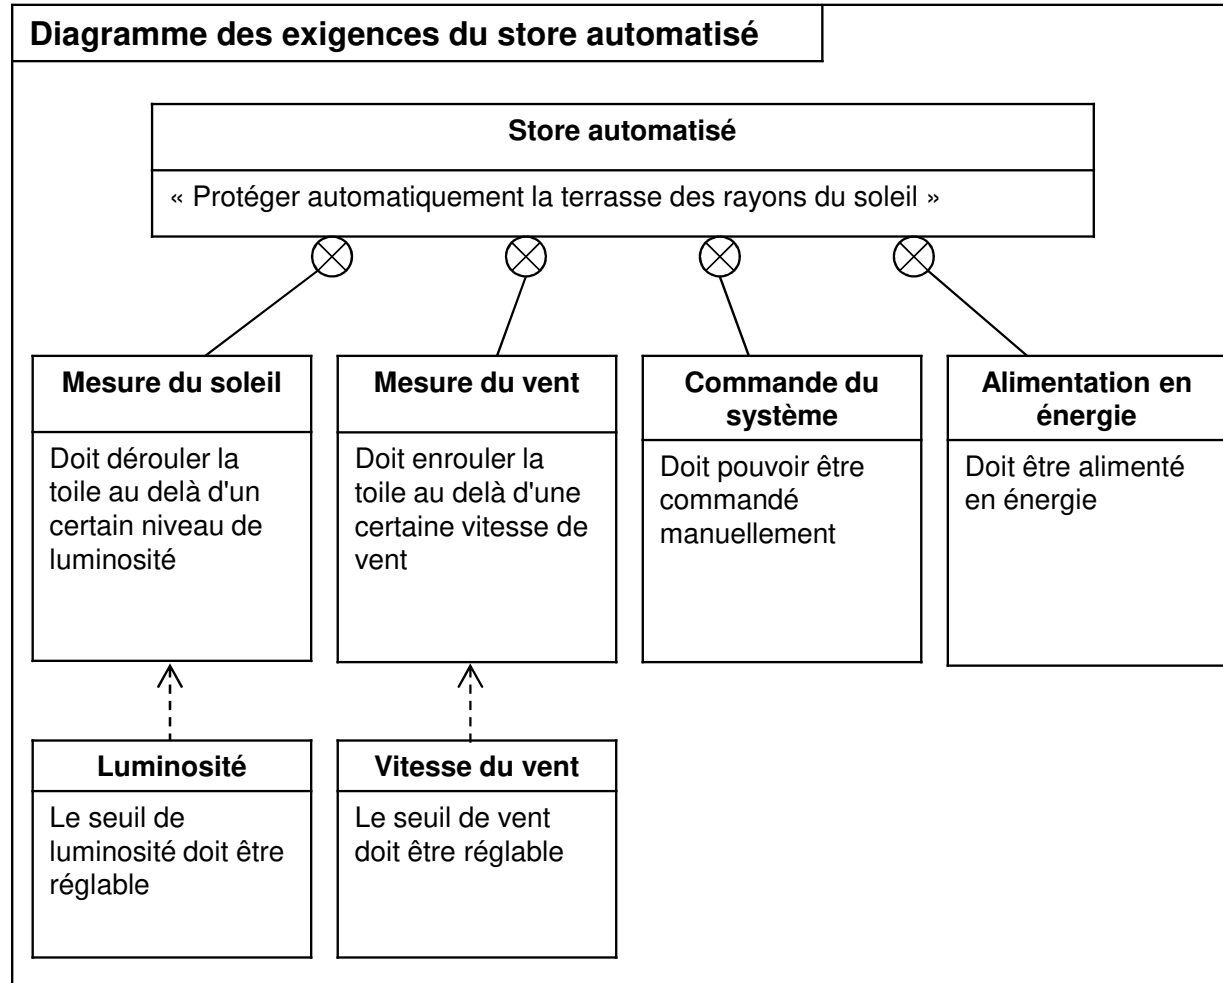 Diagramme des exigences du store automatisé
Store automatisé
« Protéger automatiquement la terrasse des rayons du soleil »
Mesure du soleil
Doit dérouler la
toile au delà d'un
certain niveau de
luminosité
Mesure du vent
Doit enrouler la
toile au delà d'une
certaine vitesse de
vent
Commande du
système
Doit pouvoir être
commandé
manuellement
Alimentation en
énergie
Doit être alimenté
en énergie
Luminosité
Le seuil de
luminosité doit être
réglable
Vitesse du vent
Le seuil de vent
doit être réglable